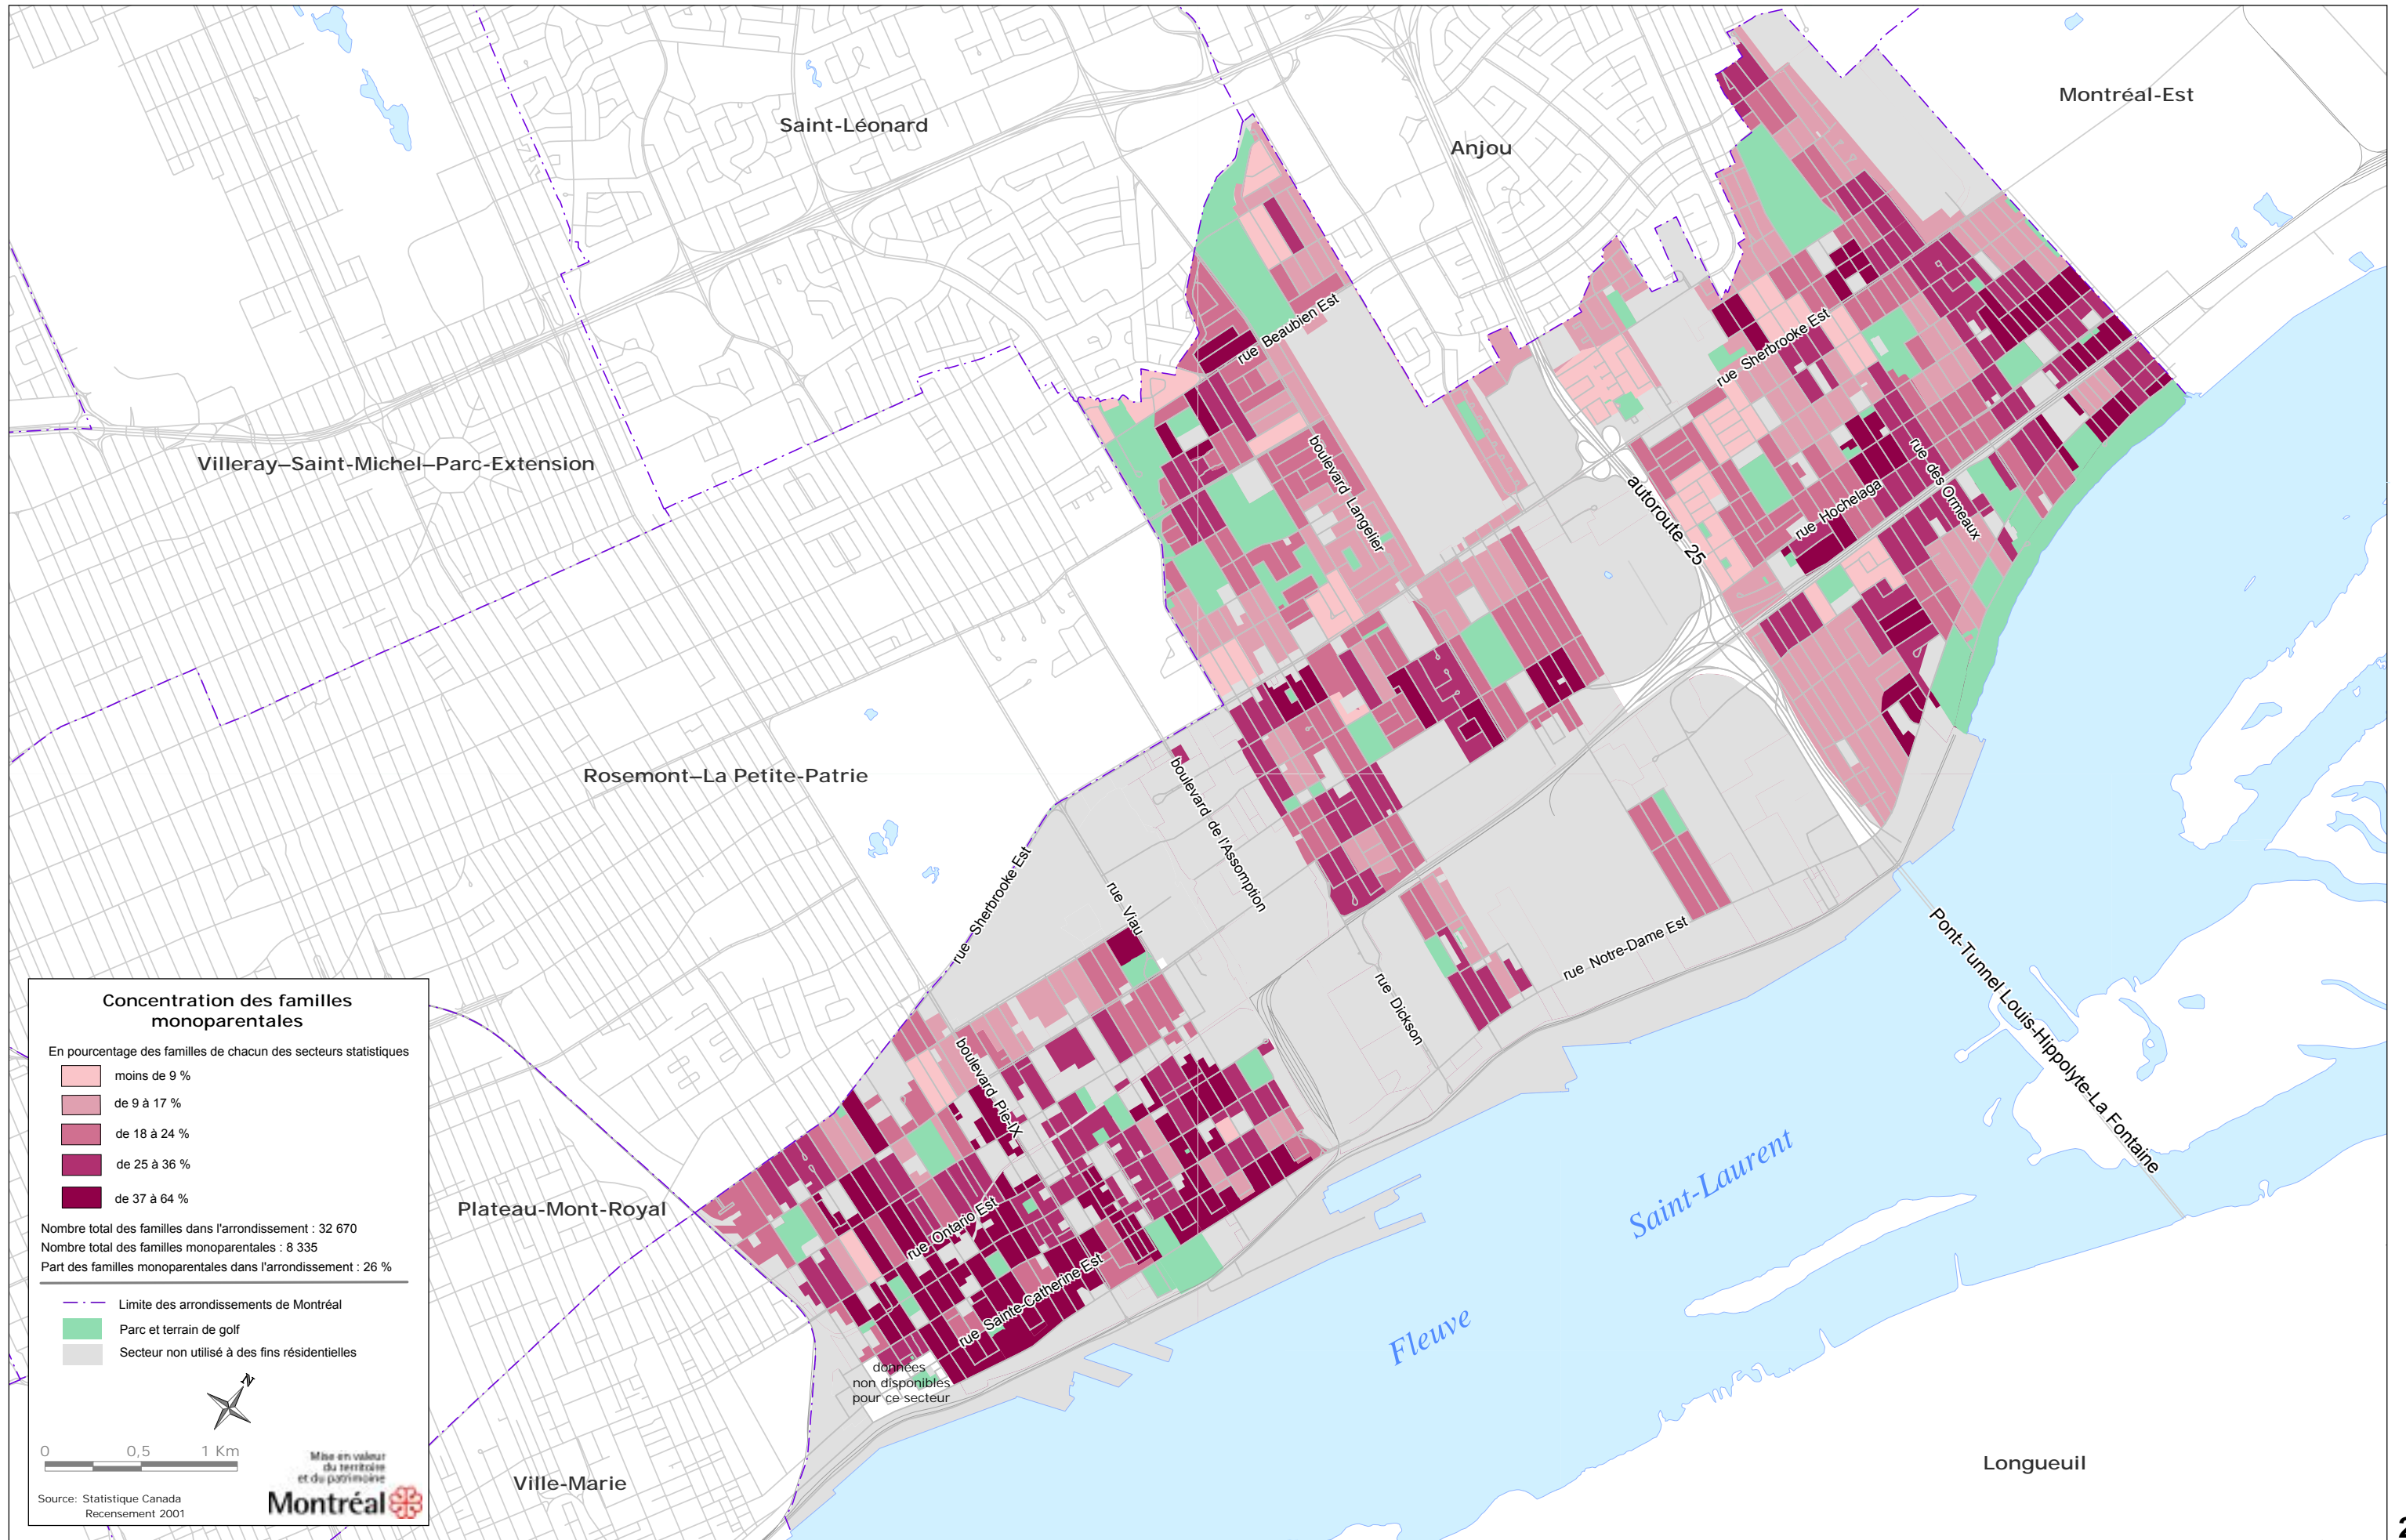 Montréal-Est
Saint-Léonard
Anjou
rue Beaubien Est
rue Sherbrooke Est
Villeray–Saint-Michel–Parc-Extension
boulevard Langelier
autoroute 25
rue des Ormeaux
rue Hochelaga
Rosemont–La Petite-Patrie
boulevard de l'Assomption
rue Sherbrooke Est
rue Viau
rue Notre-Dame Est
rue Dickson
Pont-Tunnel Louis-Hippolyte-La Fontaine
boulevard Pie-IX
Plateau-Mont-Royal
rue Ontario Est
rue Sainte-Catherine Est
Fleuve
Saint-Laurent
données
non disponibles
pour ce secteur
Ville-Marie
Longueuil
Concentration des familles
monoparentales
En pourcentage des familles de chacun des secteurs statistiques
moins de 9 %
de 9 à 17 %
de 18 à 24 %
de 25 à 36 %
de 37 à 64 %
Nombre total des familles dans l'arrondissement : 32 670
Nombre total des familles monoparentales : 8 335
Part des familles monoparentales dans l'arrondissement : 26 %
Limite des arrondissements de Montréal
Parc et terrain de golf
Secteur non utilisé à des fins résidentielles
N
0 0,5 1 Km
Mise en valeur
du territoire
et du patrimoine
Montréal
Source: Statistique Canada
Recensement 2001
2